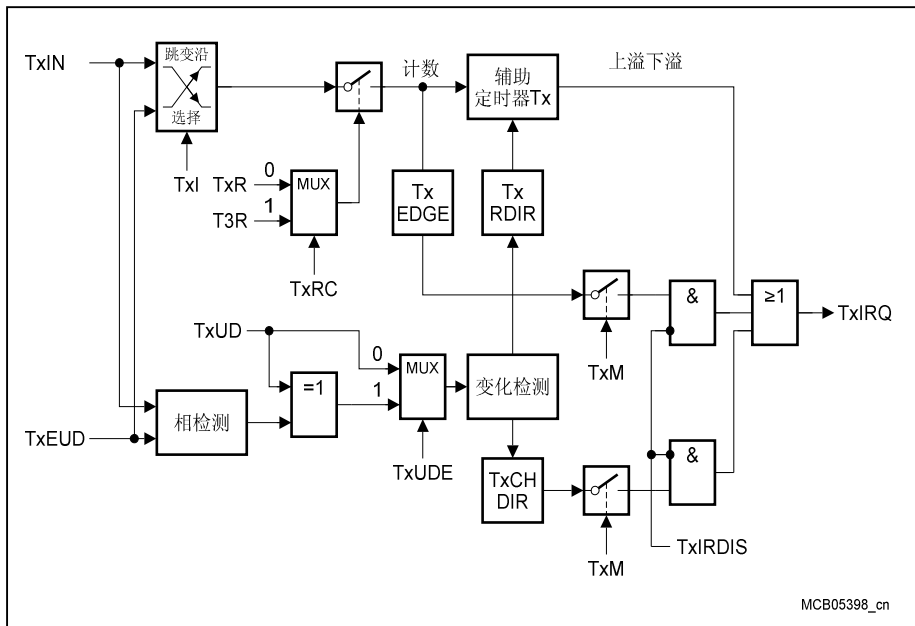 TxIN
跳变沿
选择
计数
辅助
定时器Tx
上溢下溢
TxI
TxR
0
T3R
1
MUX
TxRC
Tx
EDGE
Tx
RDIR
TxM
&
≥1
TxIRQ
TxUD
0
1
=1
MUX
变化检测
相检测
TxEUD
TxUDE
TxCH
DIR
TxM
&
TxIRDIS
MCB05398_cn